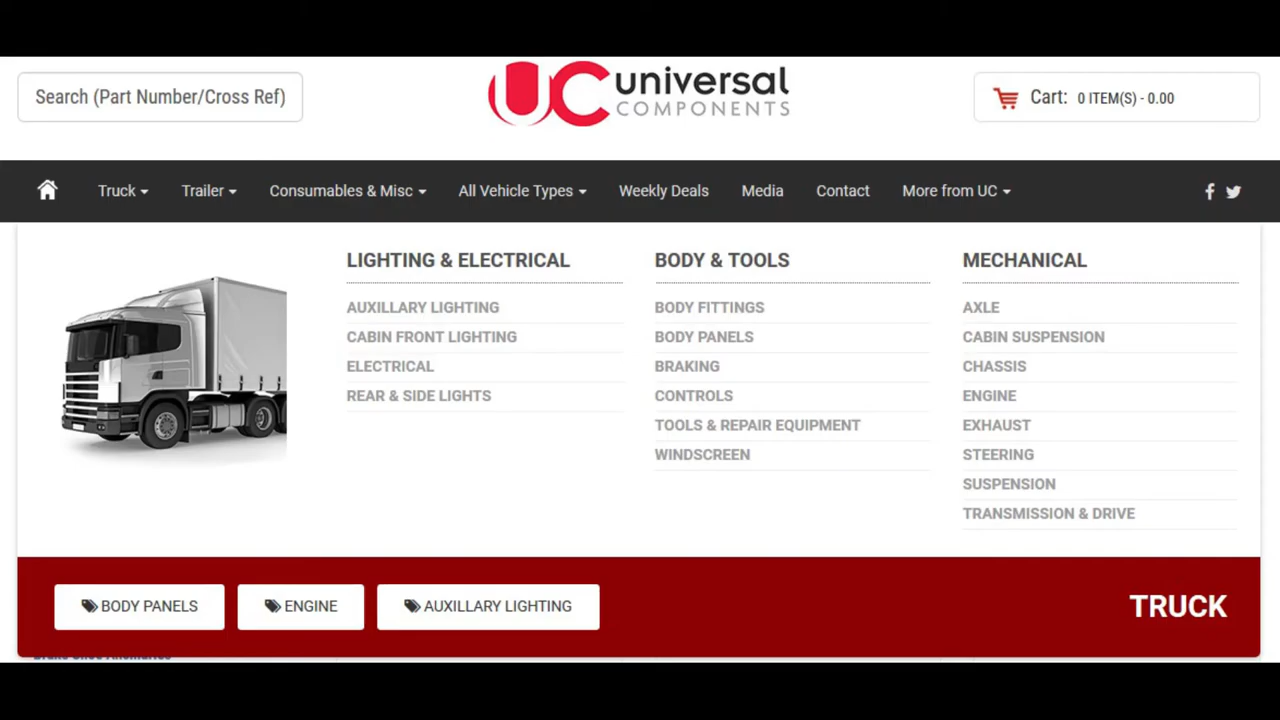 Search (Part Number/Cross Ref)
UC universal
COMPONENTS
Cart: 0 ITEM(S) - 0.00
Truck Trailer Consumables & Misc All Vehicle Types Weekly Deals Media Contact More from UC
LIGHTING & ELECTRICAL
AUXILLARY LIGHTING
CABIN FRONT LIGHTING
ELECTRICAL
REAR & SIDE LIGHTS
BODY & TOOLS
BODY FITTINGS
BODY PANELS
BRAKING
CONTROLS
TOOLS & REPAIR EQUIPMENT
WINDSCREEN
MECHANICAL
AXLE
CABIN SUSPENSION
CHASSIS
ENGINE
EXHAUST
STEERING
SUSPENSION
TRANSMISSION & DRIVE
BODY PANELS ENGINE AUXILLARY LIGHTING TRUCK